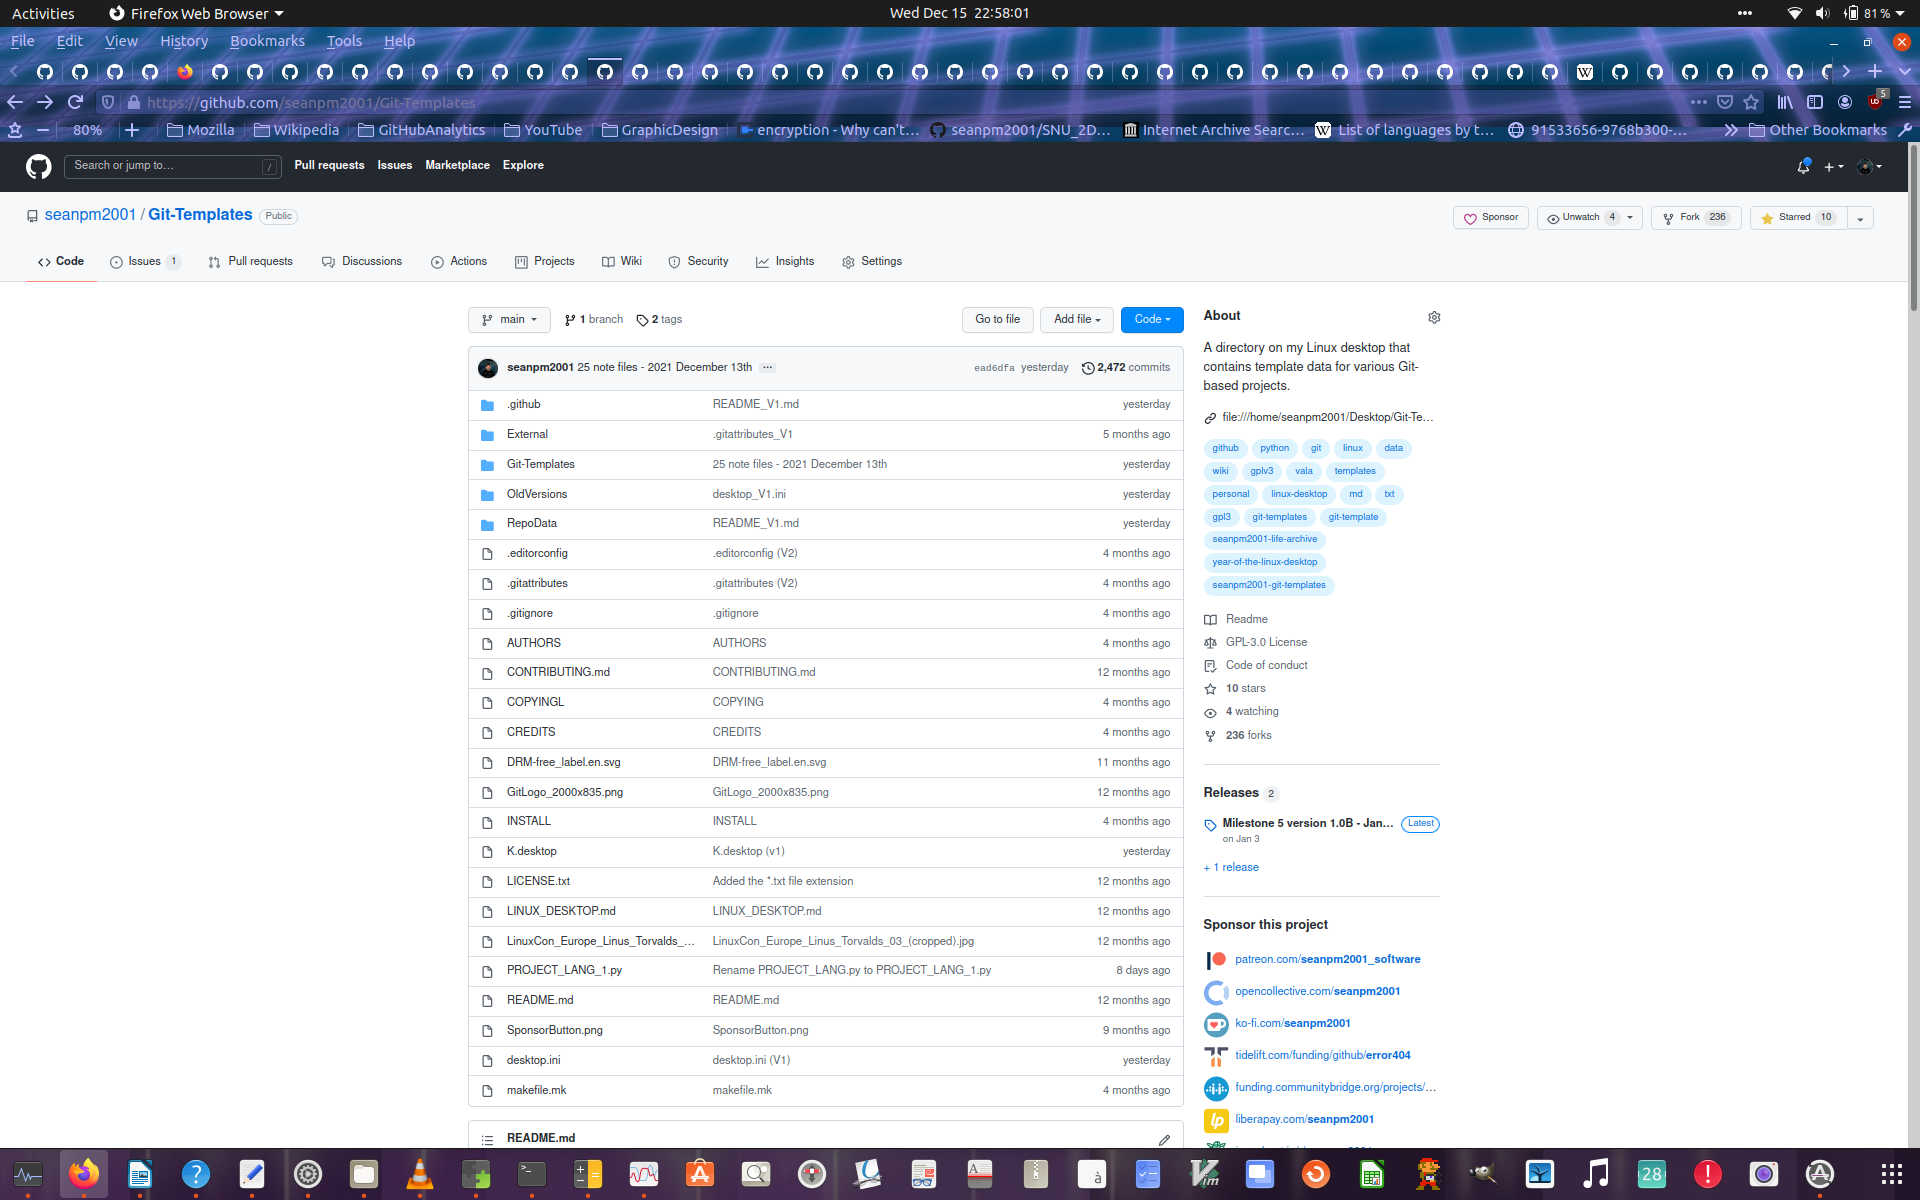 Activities Firefox Web Browser Wed Dec 15 22:58:01 81 %
File Edit View History Bookmarks Tools Help
https://github.com/seanpm2001/Git-Templates 5
80% Mozilla Wikipedia GitHubAnalytics YouTube GraphicDesign encryption - Why can't... seanpm2001/SNU_2D... Internet Archive Searc... List of languages by t... 91533656-9768b300-... Other Bookmarks
Search or jump to... / Pull requests Issues Marketplace Explore
seanpm2001 / Git-Templates Public Sponsor Unwatch 4 Fork 236 Starred 10
Code Issues 1 Pull requests Discussions Actions Projects Wiki Security Insights Settings
main 1 branch 2 tags Go to file Add file Code
seanpm2001 25 note files - 2021 December 13th ... ead6dfa yesterday 2,472 commits
.github README_V1.md yesterday
External .gitattributes_V1 5 months ago
Git-Templates 25 note files - 2021 December 13th yesterday
OldVersions desktop_V1.ini yesterday
RepoData README_V1.md yesterday
.editorconfig .editorconfig (V2) 4 months ago
.gitattributes .gitattributes (V2) 4 months ago
.gitignore .gitignore 4 months ago
AUTHORS AUTHORS 4 months ago
CONTRIBUTING.md CONTRIBUTING.md 12 months ago
COPYINGL COPYING 4 months ago
CREDITS CREDITS 4 months ago
DRM-free_label.en.svg DRM-free_label.en.svg 11 months ago
GitLogo_2000x835.png GitLogo_2000x835.png 12 months ago
INSTALL INSTALL 4 months ago
K.desktop K.desktop (v1) yesterday
LICENSE.txt Added the *.txt file extension 12 months ago
LINUX_DESKTOP.md LINUX_DESKTOP.md 12 months ago
LinuxCon_Europe_Linus_Torvalds_... LinuxCon_Europe_Linus_Torvalds_03_(cropped).jpg 12 months ago
PROJECT_LANG_1.py Rename PROJECT_LANG.py to PROJECT_LANG_1.py 8 days ago
README.md README.md 12 months ago
SponsorButton.png SponsorButton.png 9 months ago
desktop.ini desktop.ini (V1) yesterday
makefile.mk makefile.mk 4 months ago
README.md
About
A directory on my Linux desktop that
contains template data for various Git-
based projects.
file:///home/seanpm2001/Desktop/Git-Te...
github python git linux data
wiki gplv3 vala templates
personal linux-desktop md txt
gpl3 git-templates git-template
seanpm2001-life-archive
year-of-the-linux-desktop
seanpm2001-git-templates
Readme
GPL-3.0 License
Code of conduct
10 stars
4 watching
236 forks
Releases 2
Milestone 5 version 1.0B - Jan... Latest
on Jan 3
+ 1 release
Sponsor this project
patreon.com/seanpm2001_software
opencollective.com/seanpm2001
ko-fi.com/seanpm2001
tidelift.com/funding/github/error404
funding.communitybridge.org/projects/...
liberapay.com/seanpm2001
28